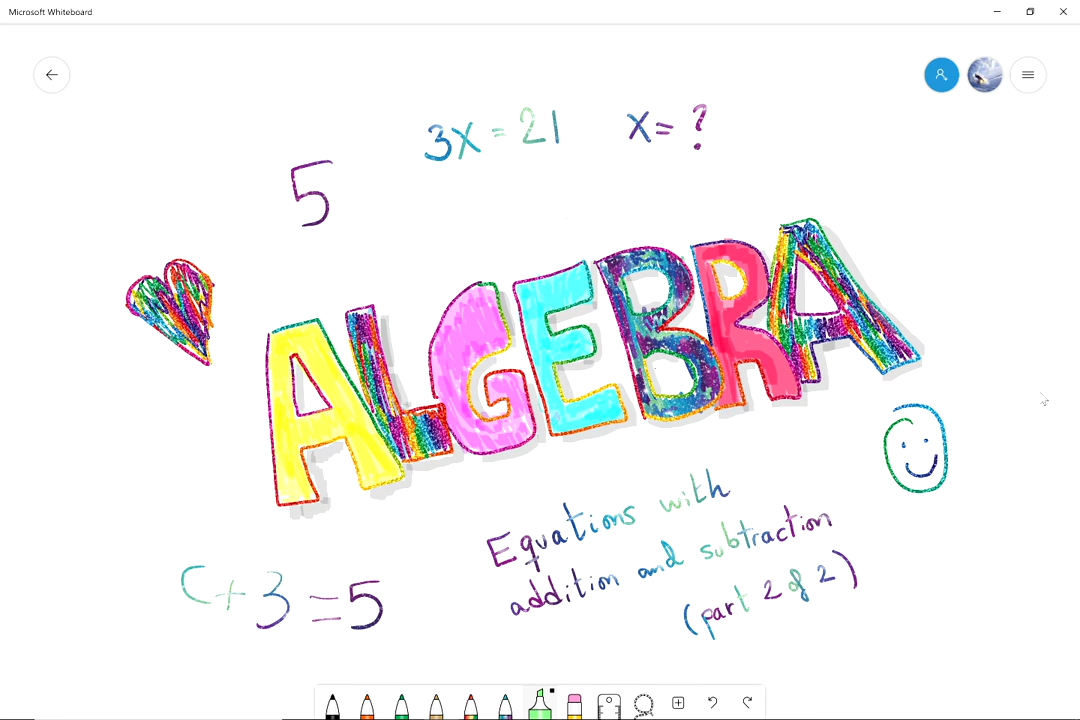 Microsoft Whiteboard
3x = 21 x = ?
5
ALGEBRA
Equations with
addition and subtraction
(part 2 of 2)
c + 3 = 5